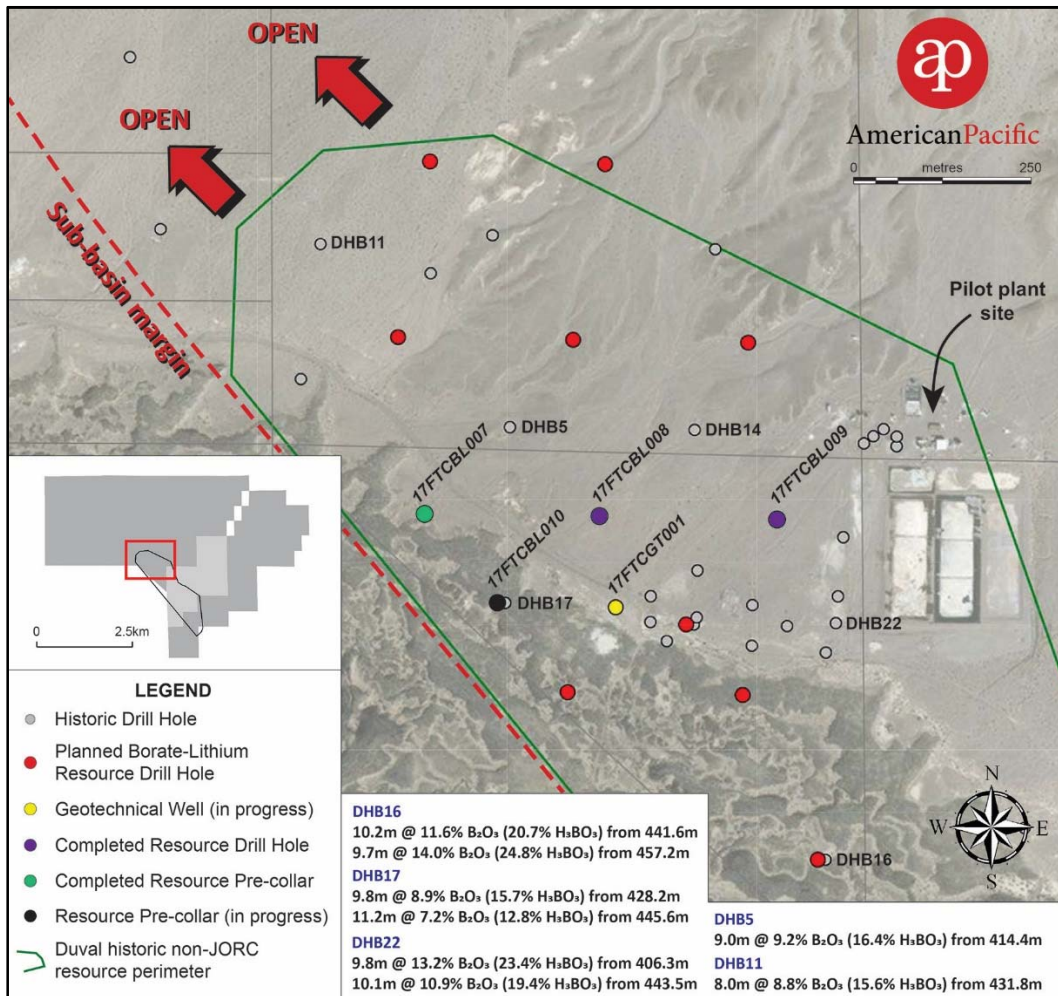 OPEN
OPEN
ap
AmericanPacific
0 metres 250
Sub-basin margin
DHB11
Pilot plant
site
DHB5
DHB14
17FTCBL007
17FTCBL008
17FTCBL009
17FTCBL010
17FTCGT001
DHB17
DHB22
DHB16
0 2.5km
LEGEND
Historic Drill Hole
Planned Borate-Lithium
Resource Drill Hole
Geotechnical Well (in progress)
Completed Resource Drill Hole
Completed Resource Pre-collar
Resource Pre-collar (in progress)
Duval historic non-JORC
resource perimeter
DHB16
10.2m @ 11.6% B₂O₃ (20.7% H₃BO₃) from 441.6m
9.7m @ 14.0% B₂O₃ (24.8% H₃BO₃) from 457.2m
DHB17
9.8m @ 8.9% B₂O₃ (15.7% H₃BO₃) from 428.2m
11.2m @ 7.2% B₂O₃ (12.8% H₃BO₃) from 445.6m
DHB22
9.8m @ 13.2% B₂O₃ (23.4% H₃BO₃) from 406.3m
10.1m @ 10.9% B₂O₃ (19.4% H₃BO₃) from 443.5m
DHB5
9.0m @ 9.2% B₂O₃ (16.4% H₃BO₃) from 414.4m
DHB11
8.0m @ 8.8% B₂O₃ (15.6% H₃BO₃) from 431.8m
N
W E
S